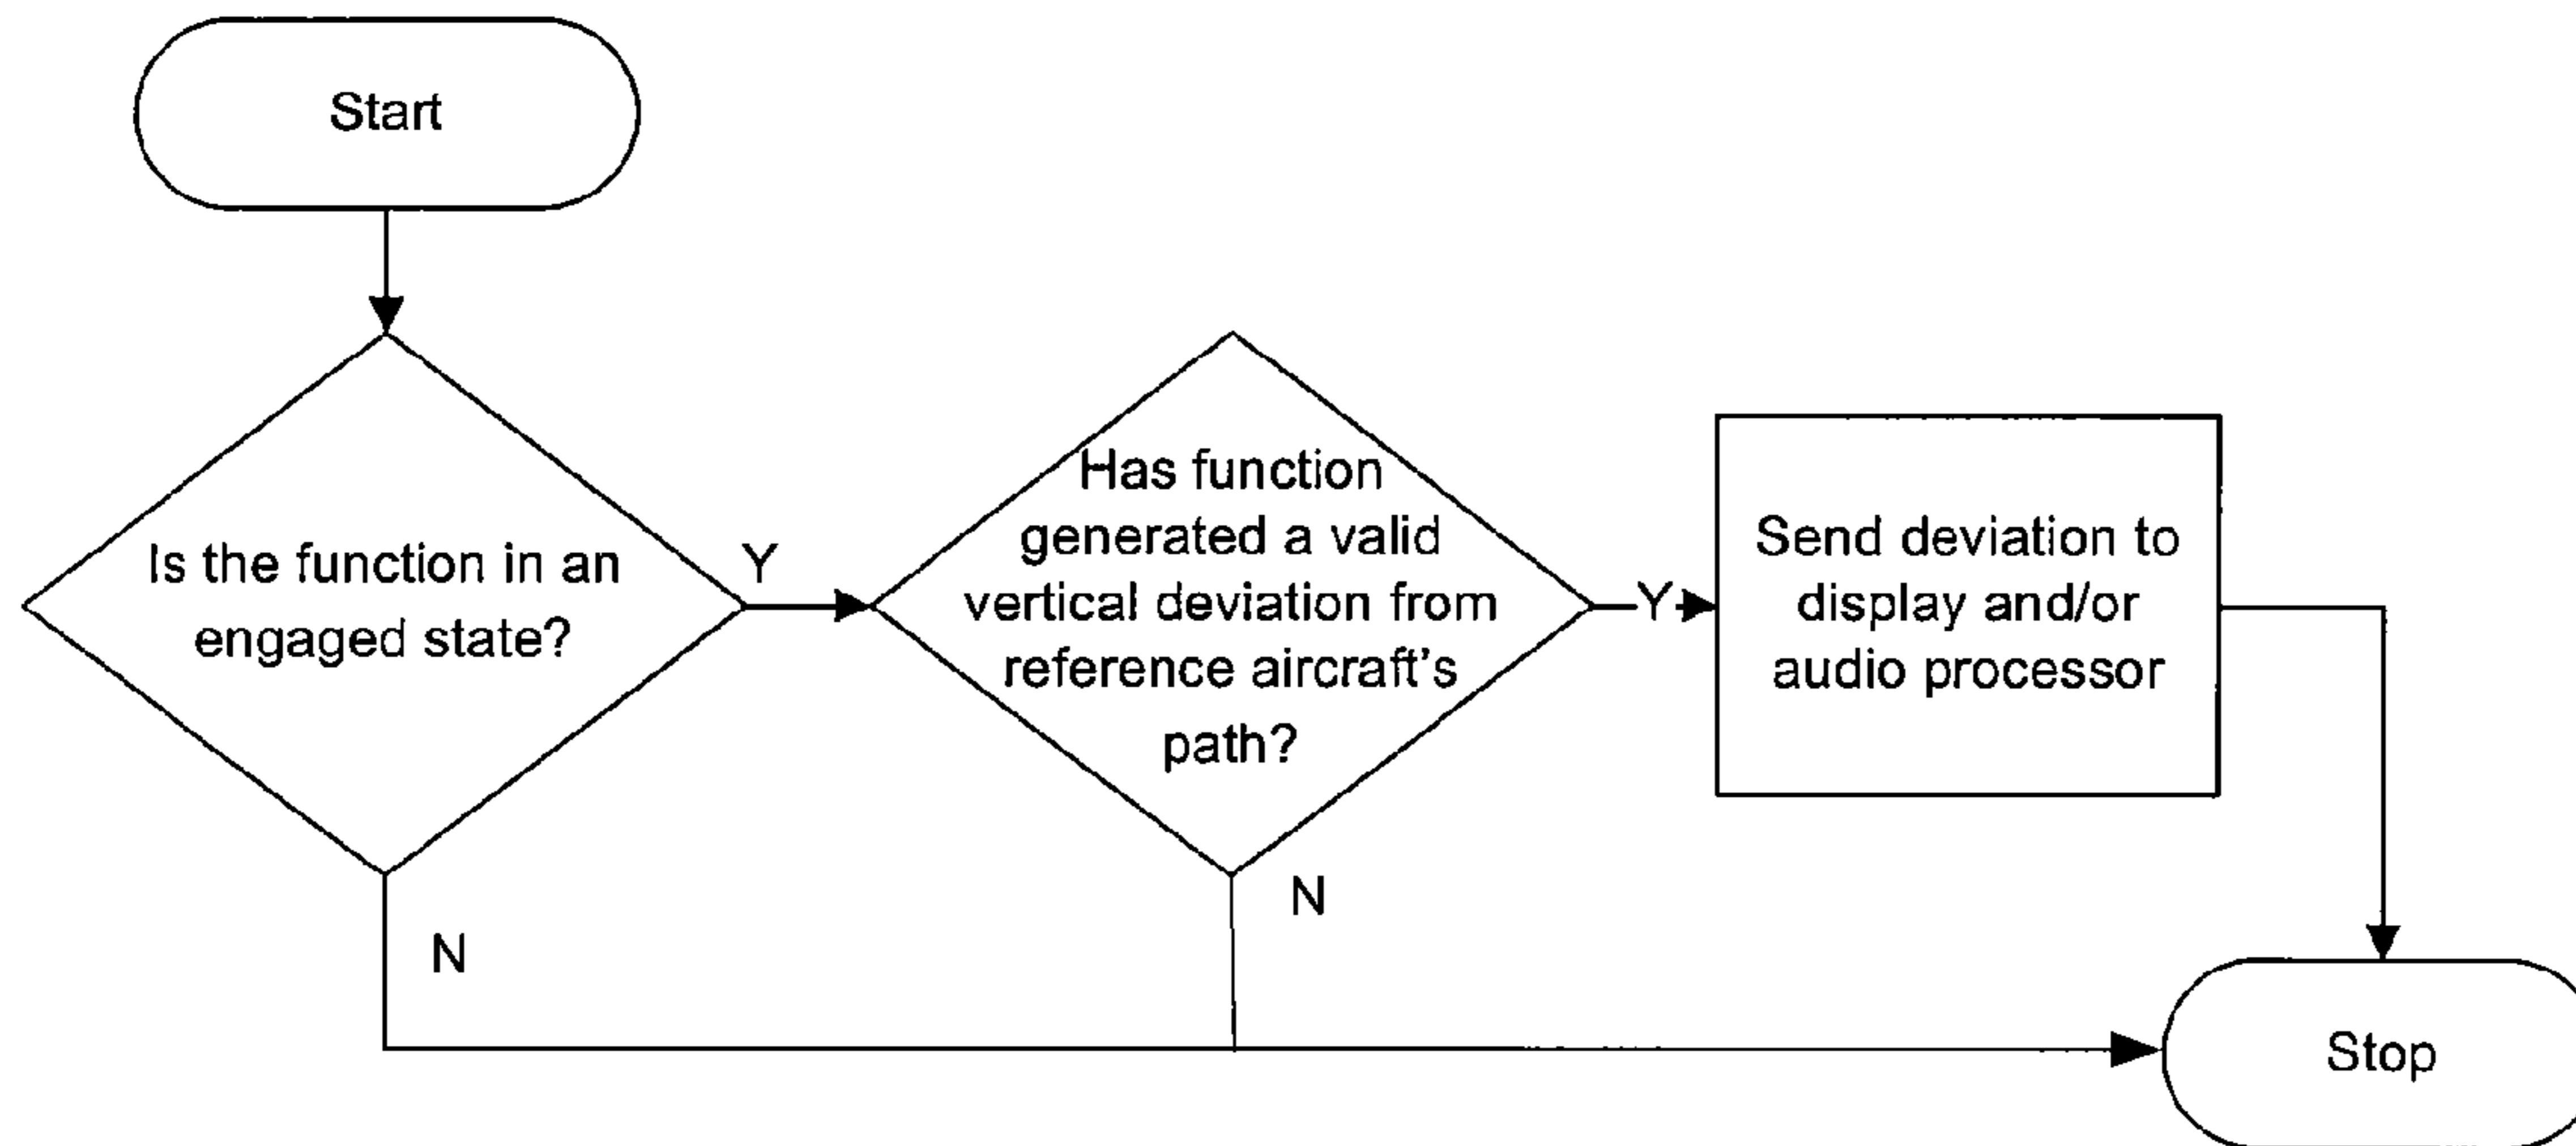 Start
Is the function in an
engaged state?
Y
N
Has function
generated a valid
vertical deviation from
reference aircraft's
path?
Y
N
Send deviation to
display and/or
audio processor
Stop